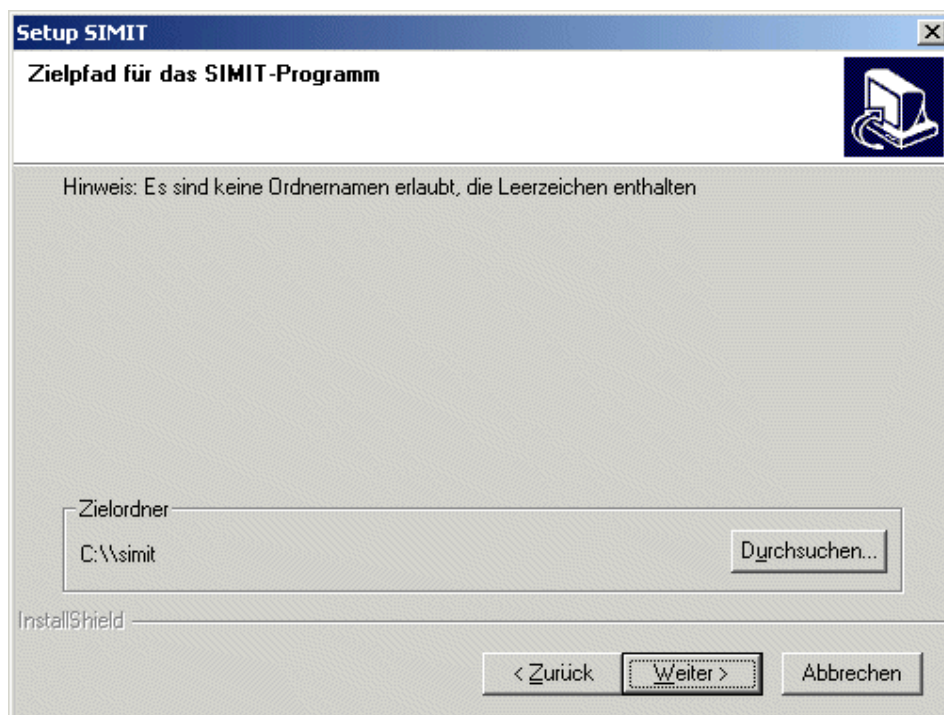 Setup SIMIT
Zielpfad für das SIMIT-Programm
Hinweis: Es sind keine Ordnernamen erlaubt, die Leerzeichen enthalten
Zielordner
C:\\simit
Durchsuchen...
InstallShield
< Zurück
Weiter >
Abbrechen